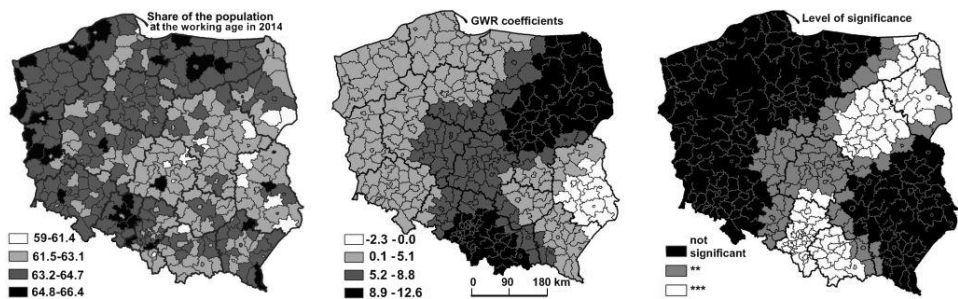 Share of the population
at the working age in 2014
59-61.4
61.5-63.1
63.2-64.7
64.8-66.4
GWR coefficients
-2.3 - 0.0
0.1 - 5.1
5.2 - 8.8
8.9 - 12.6
0 90 180 km
Level of significance
not
significant
**
***